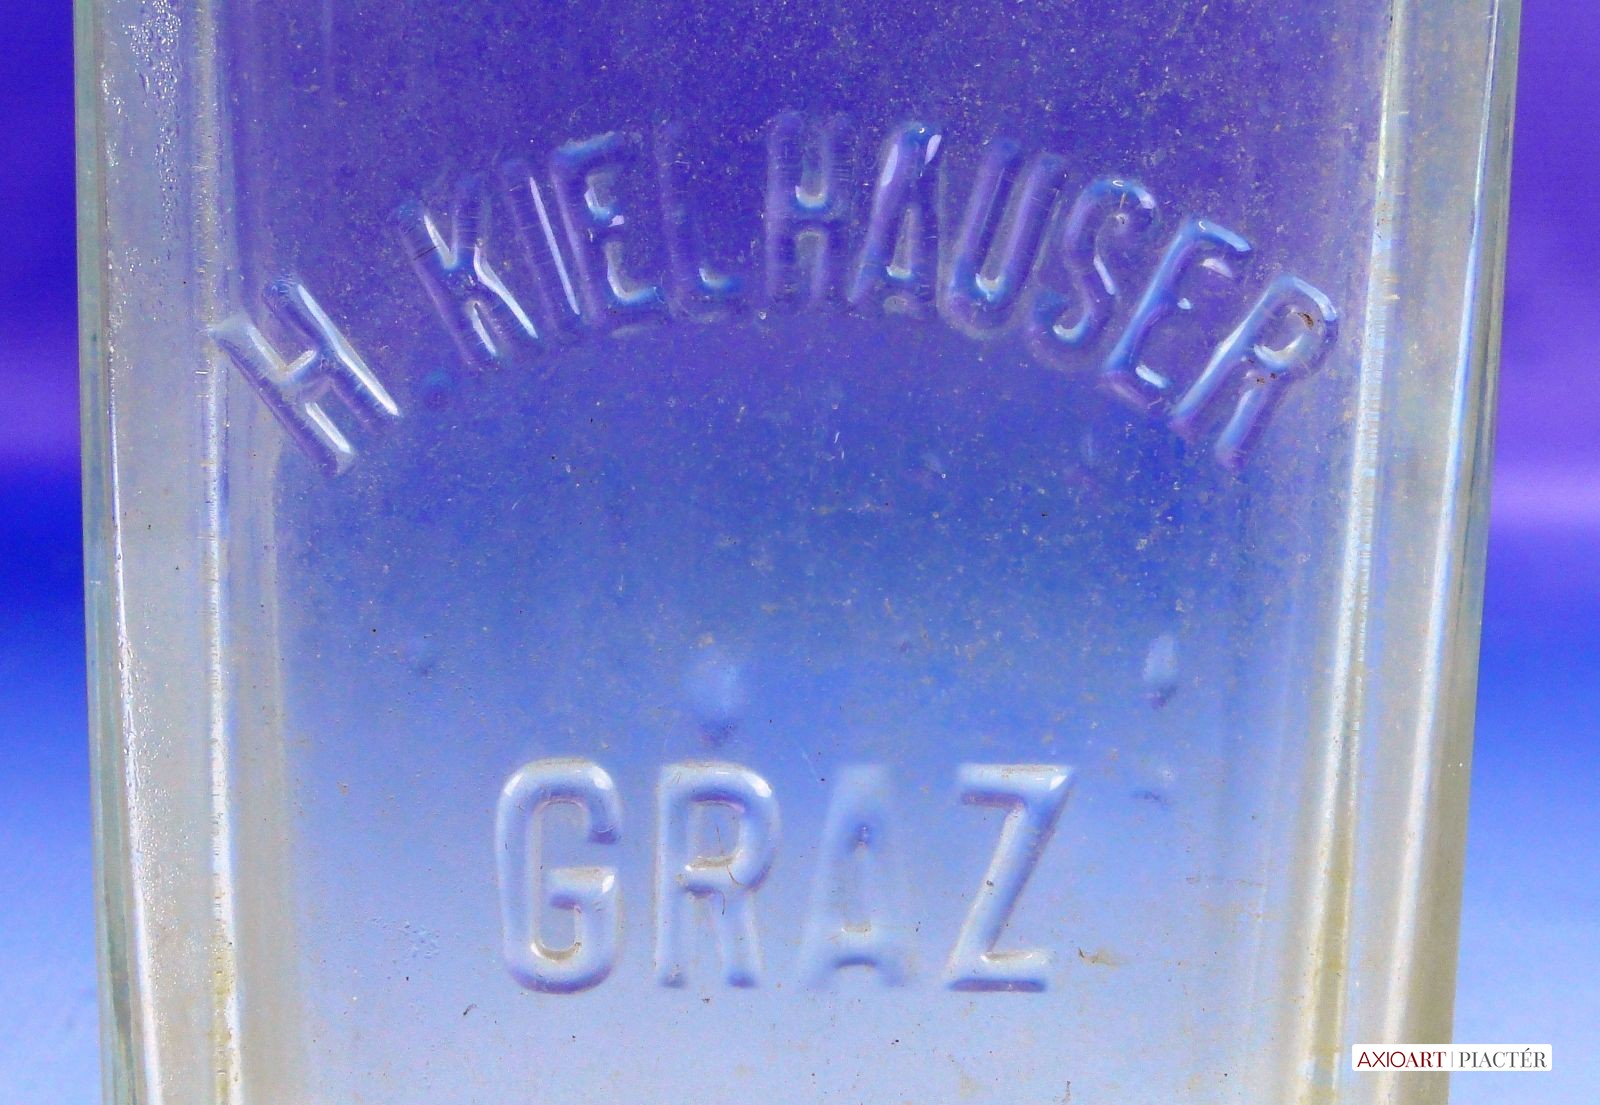 H. KIELHAUSER
GRAZ
AXIOART | PIACTÉR